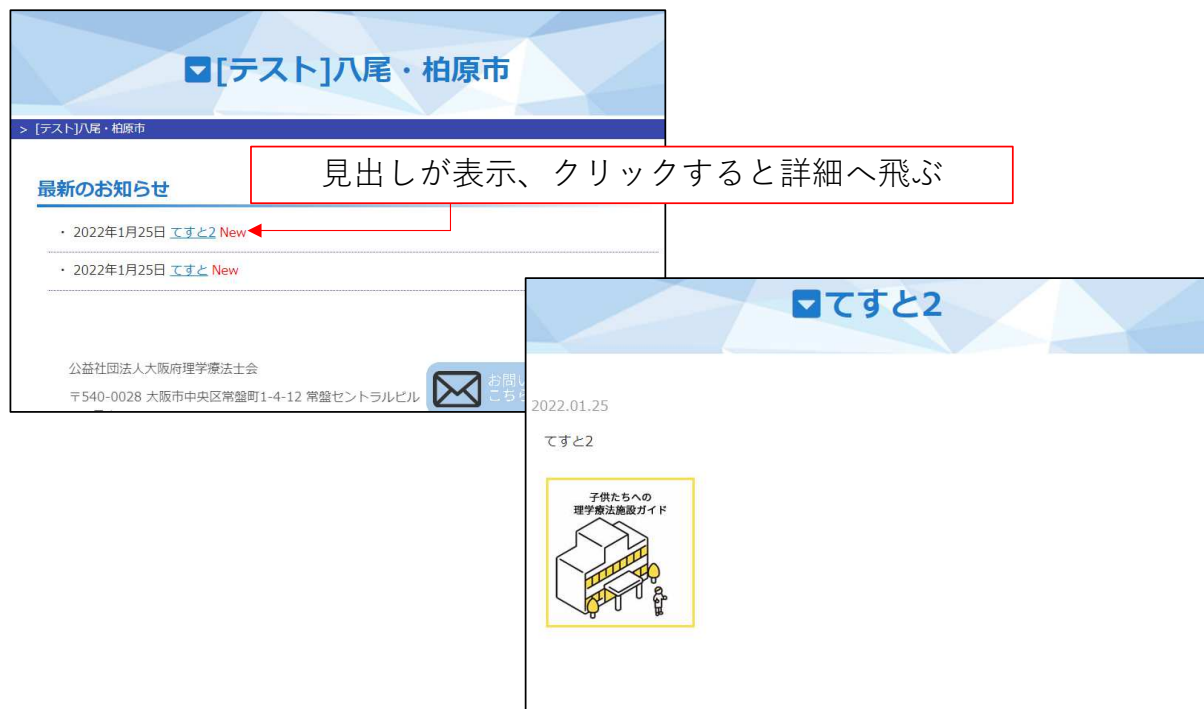 [テスト]八尾・柏原市
> [テスト]八尾・柏原市
見出しが表示、クリックすると詳細へ飛ぶ
最新のお知らせ
・ 2022年1月25日 てすと2 New
・ 2022年1月25日 てすと New
公益社団法人大阪府理学療法士会
〒540-0028 大阪市中央区常盤町1-4-12 常盤セントラルビル
お問い
こちら
てすと2
2022.01.25
てすと2
子供たちへの
理学療法施設ガイド